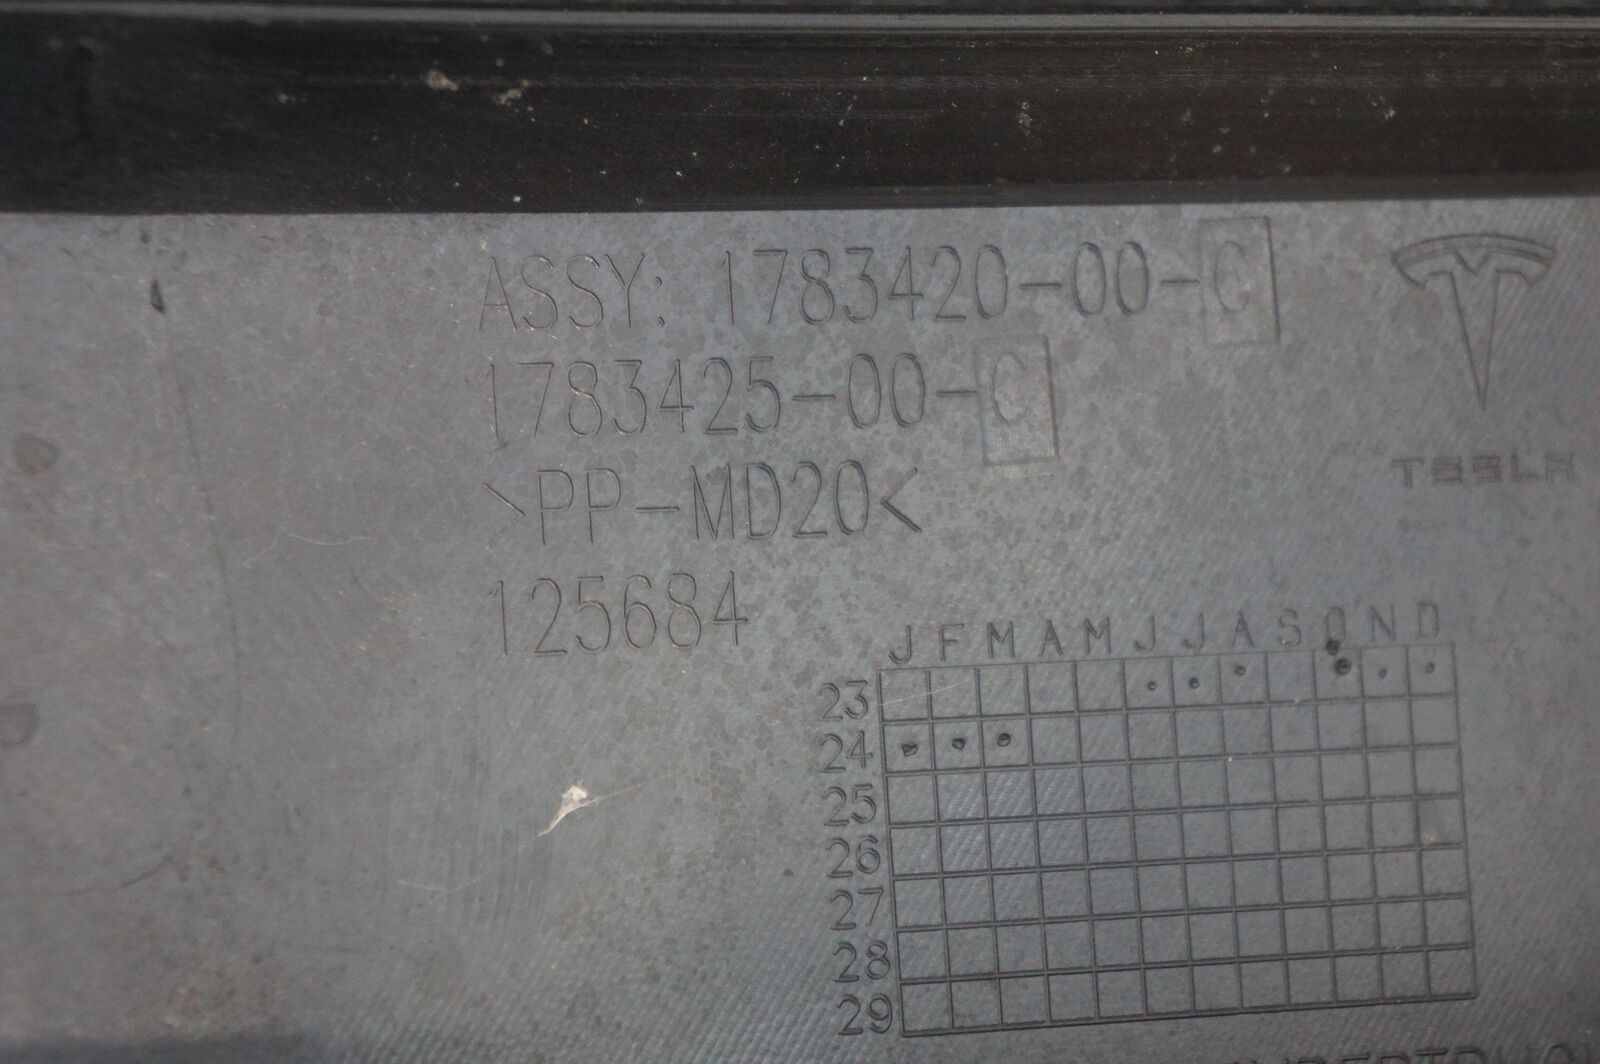 ASSY: 1783420-00-C
1783425-00-C
>PP-MD20<
125684
TESLA
J F M A M J J A S O N D
23
24
25
26
27
28
29